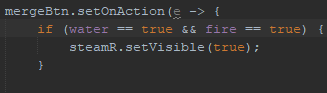 mergeBtn.setOnAction(e -> {
    if (water == true && fire == true) {
        steamR.setVisible(true);
    }